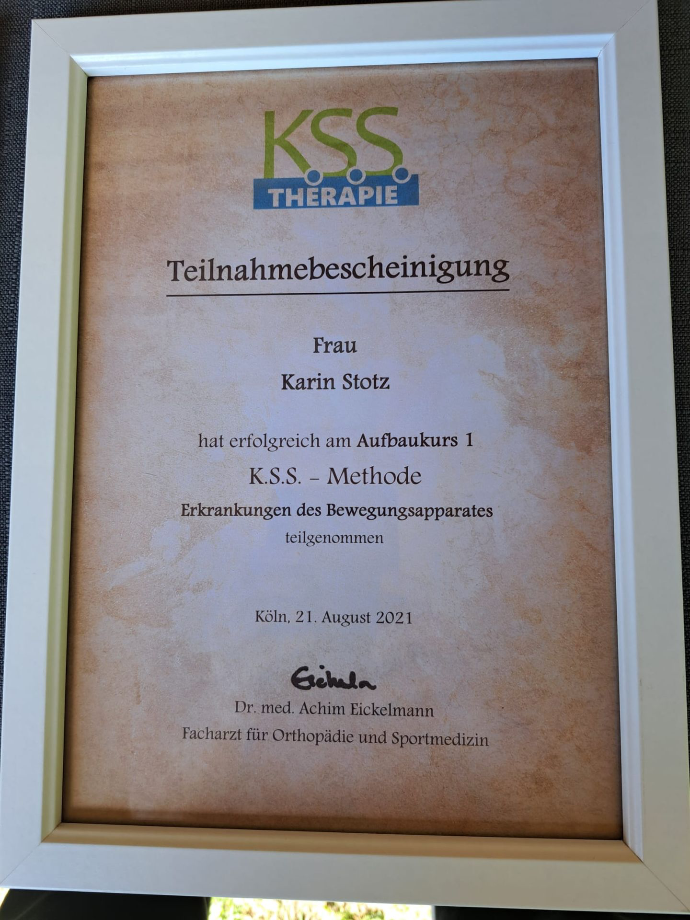 KSS
THERAPIE
Teilnahmebescheinigung
Frau
Karin Stotz
hat erfolgreich am Aufbaukurs 1
K.S.S. - Methode
Erkrankungen des Bewegungsapparates
teilgenommen
Köln, 21. August 2021
Dr. med. Achim Eickelmann
Facharzt für Orthopädie und Sportmedizin